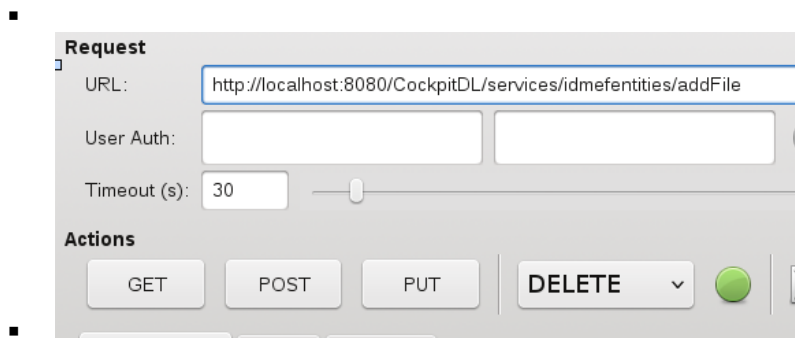 Request
URL: http://localhost:8080/CockpitDL/services/idmefentities/addFile
User Auth:
Timeout (s): 30
Actions
GET POST PUT DELETE